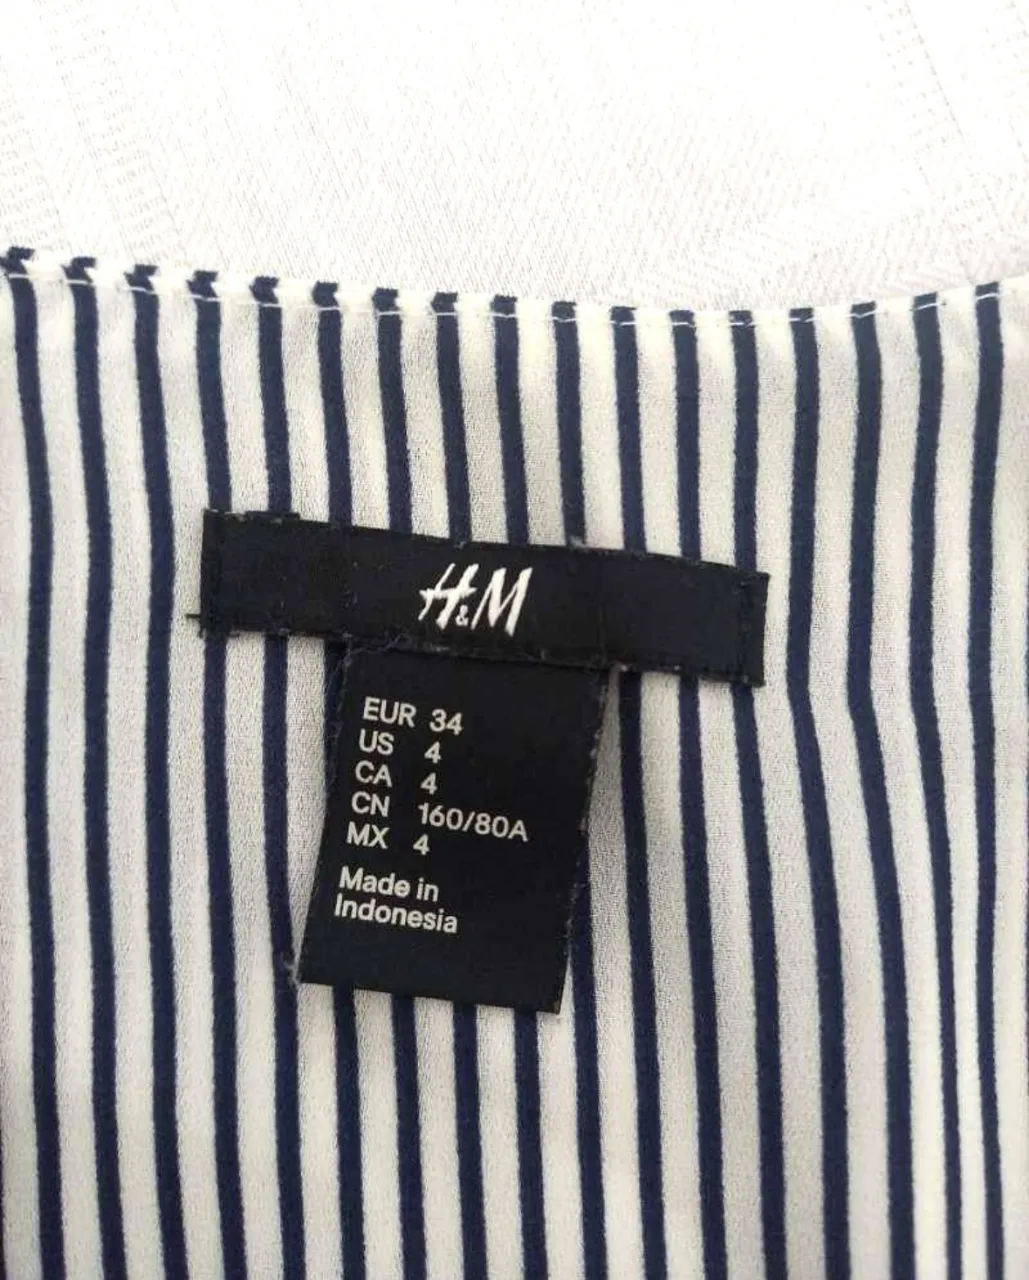 H&M
EUR 34
US 4
CA 4
CN 160/80A
MX 4
Made in
Indonesia